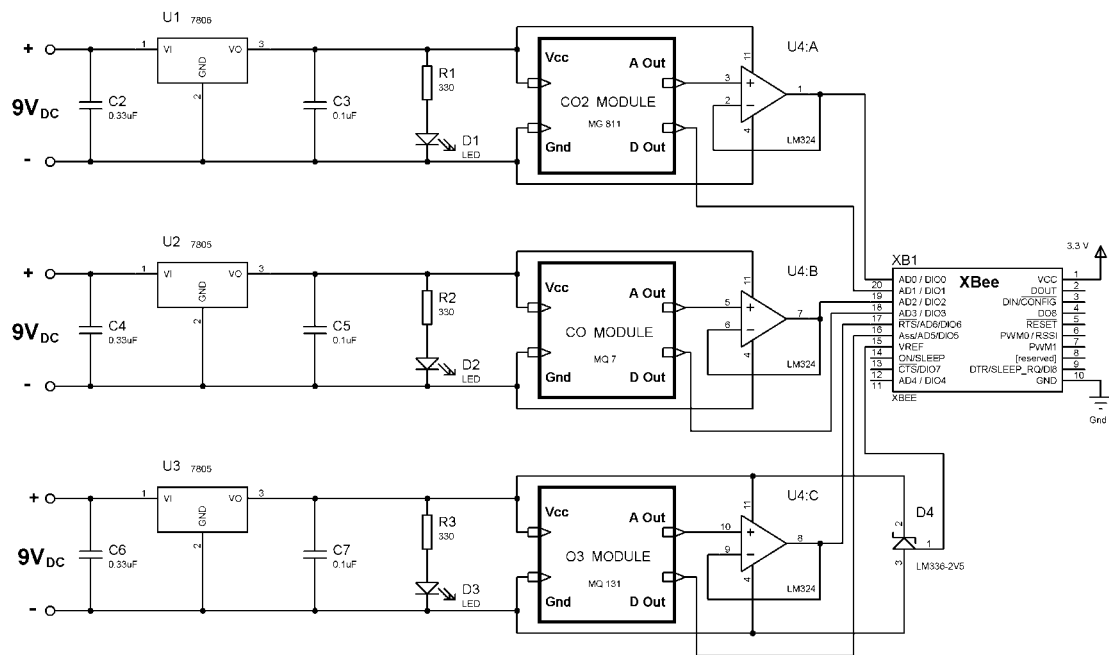 U1 7806
+
1 VI VO 3
GND
2
9VDC
C2
0.33uF
C3
0.1uF
R1
330
D1
LED
-
Vcc
A Out
CO2 MODULE
MG 811
Gnd
D Out
U4:A
11
3
2
1
4
LM324
U2 7805
+
1 VI VO 3
GND
2
9VDC
C4
0.33uF
C5
0.1uF
R2
330
D2
LED
-
Vcc
A Out
CO MODULE
MQ 7
Gnd
D Out
U4:B
11
5
6
7
4
LM324
U3 7805
+
1 VI VO 3
GND
2
9VDC
C6
0.33uF
C7
0.1uF
R3
330
D3
LED
-
Vcc
A Out
O3 MODULE
MQ 131
Gnd
D Out
U4:C
11
10
9
8
4
LM324
D4
2
1
3
LM336-2V5
3.3 V
XB1
XBee
20 AD0 / DIO0 VCC 1
19 AD1 / DIO1 DOUT 2
18 AD2 / DIO2 DIN/CONFIG 3
17 AD3 / DIO3 DO8 4
16 RTS/AD6/DIO6 RESET 5
15 Ass/AD5/DIO5 PWM0 / RSSI 6
14 VREF PWM1 7
13 ON/SLEEP [reserved] 8
12 CTS/DIO7 DTR/SLEEP_RQ/DI8 9
11 AD4 / DIO4 GND 10
XBEE
Gnd